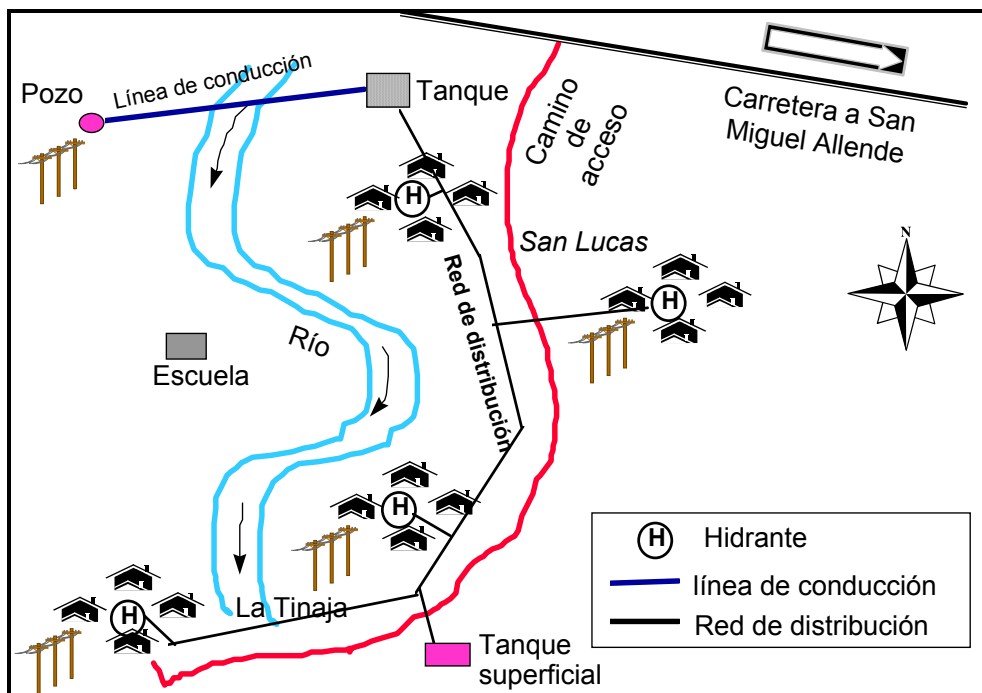 Pozo
Línea de conducción
Tanque
Camino
de
acceso
Carretera a San
Miguel Allende
H
San Lucas
N
H
Red de distribución
Río
Escuela
H
La Tinaja
H
Tanque
superficial
H Hidrante
línea de conducción
Red de distribución